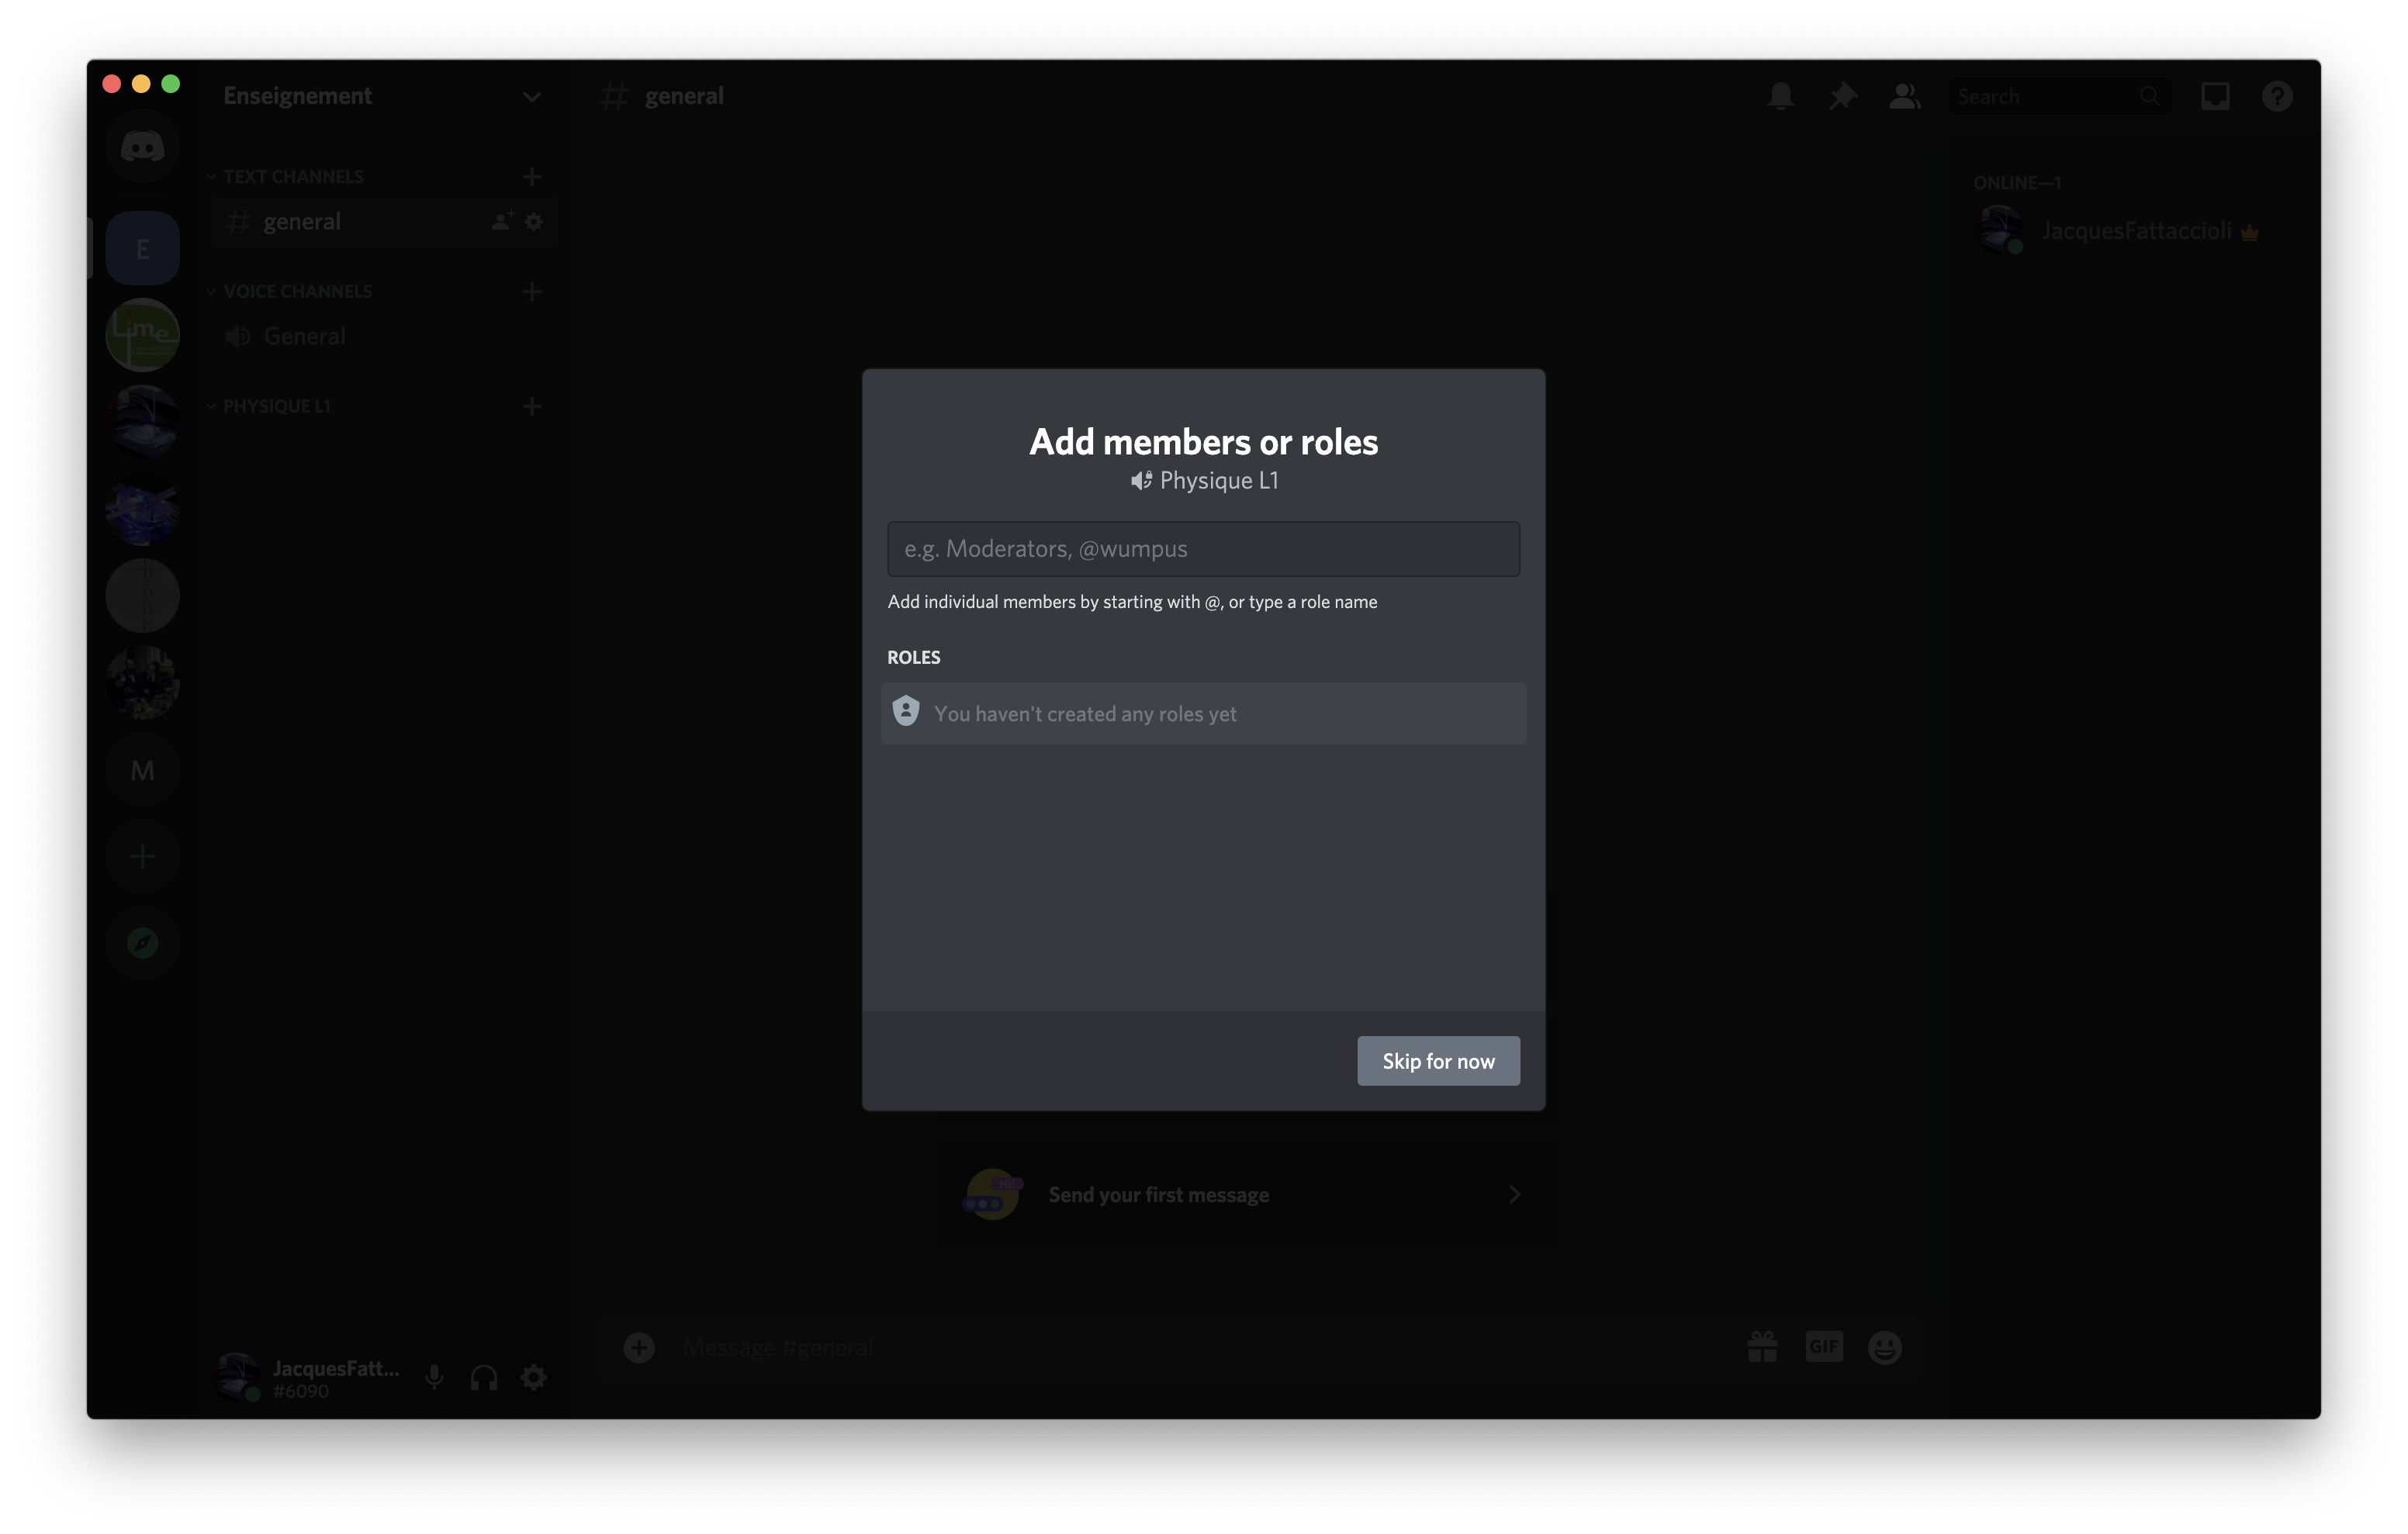 Enseignement
general
Search
TEXT CHANNELS
general
E
VOICE CHANNELS
General
PHYSIQUE L1
M
ONLINE—1
JacquesFattaccioli
Add members or roles
Physique L1
e.g. Moderators, @wumpus
Add individual members by starting with @, or type a role name
ROLES
You haven't created any roles yet
Skip for now
Hi!
Send your first message
Message #general
GIF
JacquesFatt...
#6090